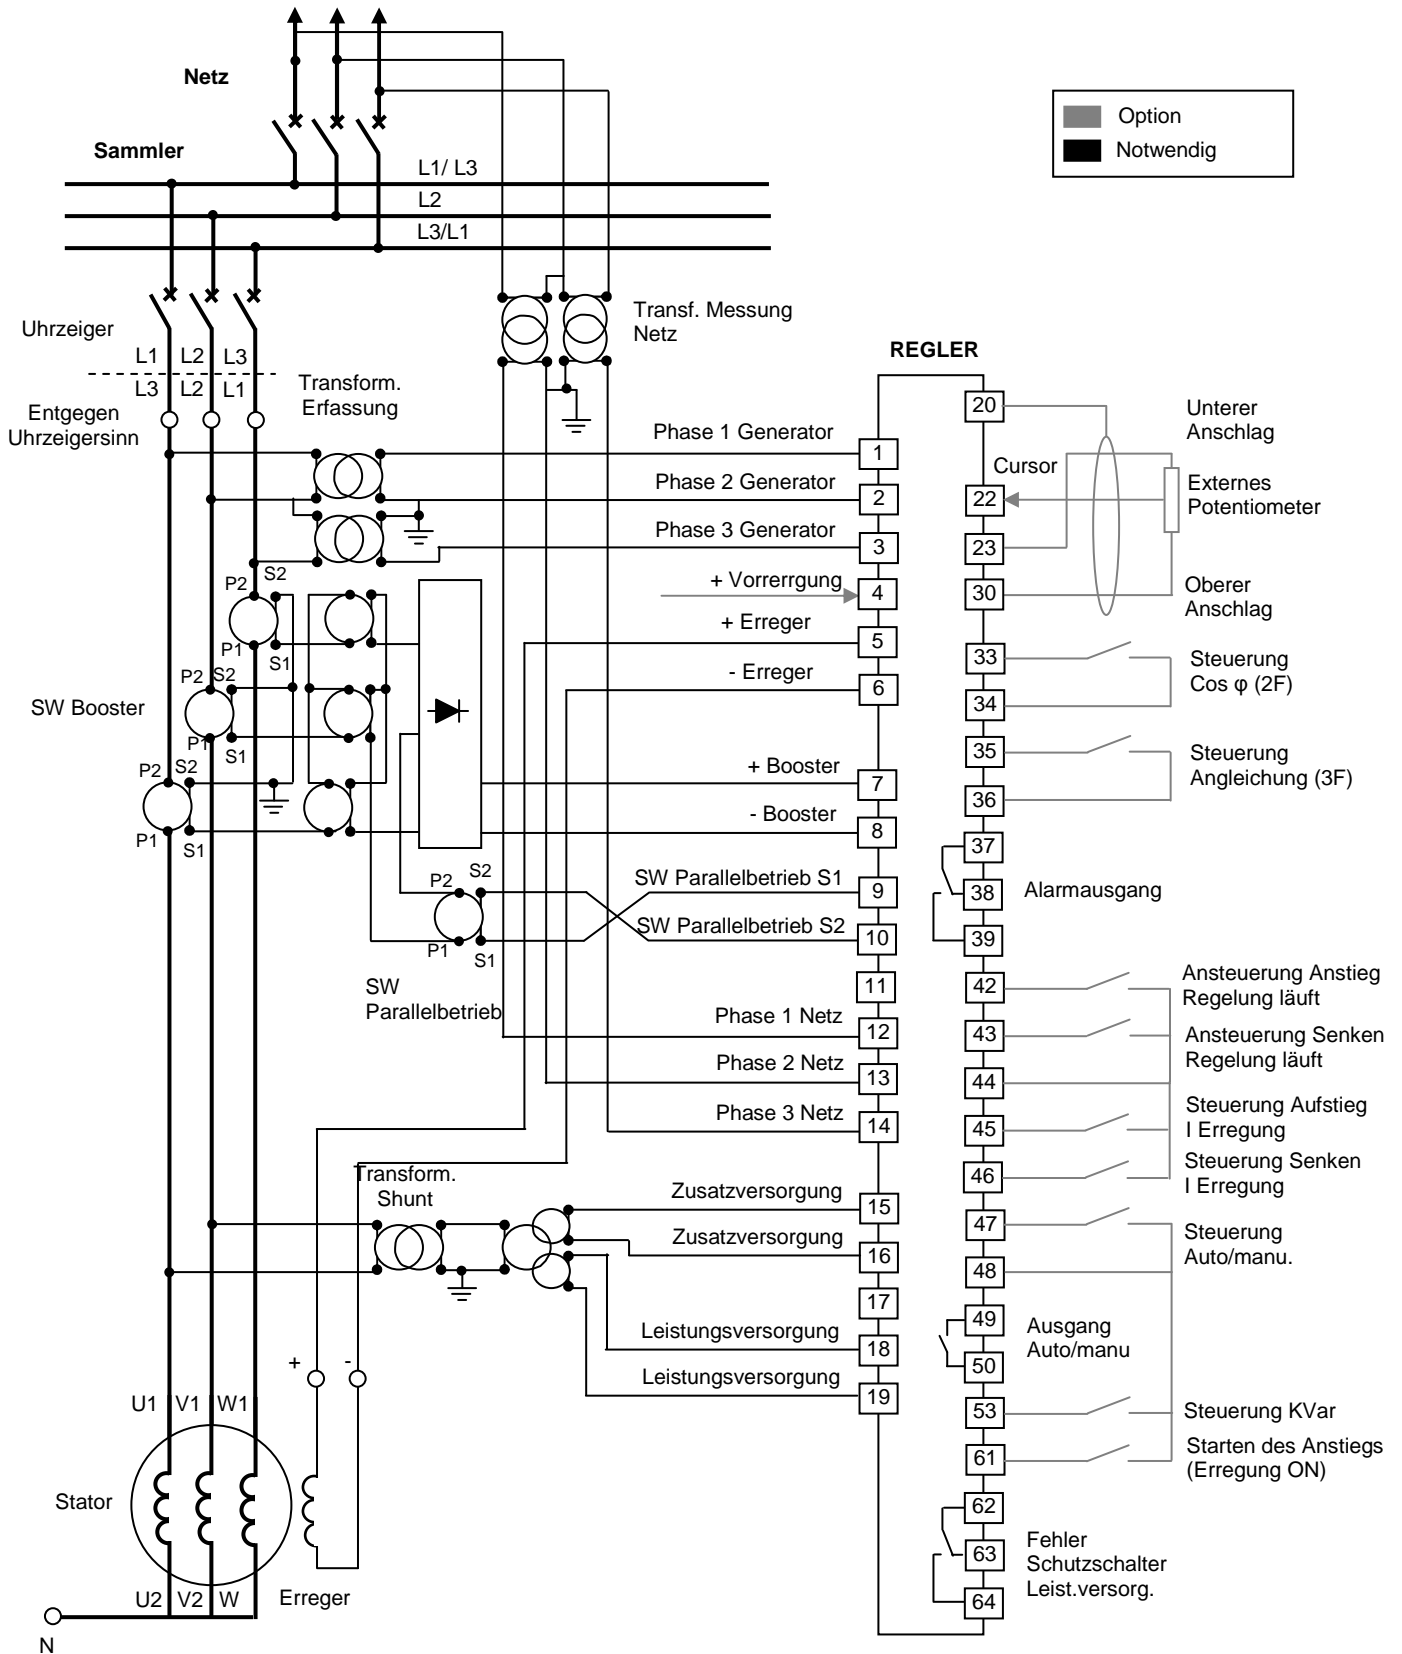 Netz
Option
Notwendig
Sammler
L1/ L3
L2
L3/L1
Uhrzeiger
Transf. Messung
Netz
L1 L2 L3
L3 L2 L1
Entgegen
Uhrzeigersinn
Transform.
Erfassung
REGLER
Phase 1 Generator
1
Phase 2 Generator
2
Phase 3 Generator
3
+ Vorrerrgung
4
+ Erreger
5
- Erreger
6
+ Booster
7
- Booster
8
SW Parallelbetrieb S1
9
SW Parallelbetrieb S2
10
11
Phase 1 Netz
12
Phase 2 Netz
13
Phase 3 Netz
14
Zusatzversorgung
15
Zusatzversorgung
16
17
Leistungsversorgung
18
Leistungsversorgung
19
20
Unterer
Anschlag
Cursor
22
Externes
Potentiometer
23
30
Oberer
Anschlag
33
Steuerung
Cos φ (2F)
34
35
Steuerung
Angleichung (3F)
36
37
38
Alarmausgang
39
42
Ansteuerung Anstieg
Regelung läuft
43
Ansteuerung Senken
Regelung läuft
44
45
Steuerung Aufstieg
I Erregung
46
Steuerung Senken
I Erregung
47
Steuerung
Auto/manu.
48
49
Ausgang
Auto/manu
50
53
Steuerung KVar
61
Starten des Anstiegs
(Erregung ON)
62
63
Fehler
Schutzschalter
Leist.versorg.
64
P2 S2
P1 S1
P2 S2
P1 S1
P2 S2
P1 S1
SW Booster
P2 S2
P1 S1
SW
Parallelbetrieb
Transform.
Shunt
+ -
U1 V1 W1
Stator
U2 V2 W
Erreger
N